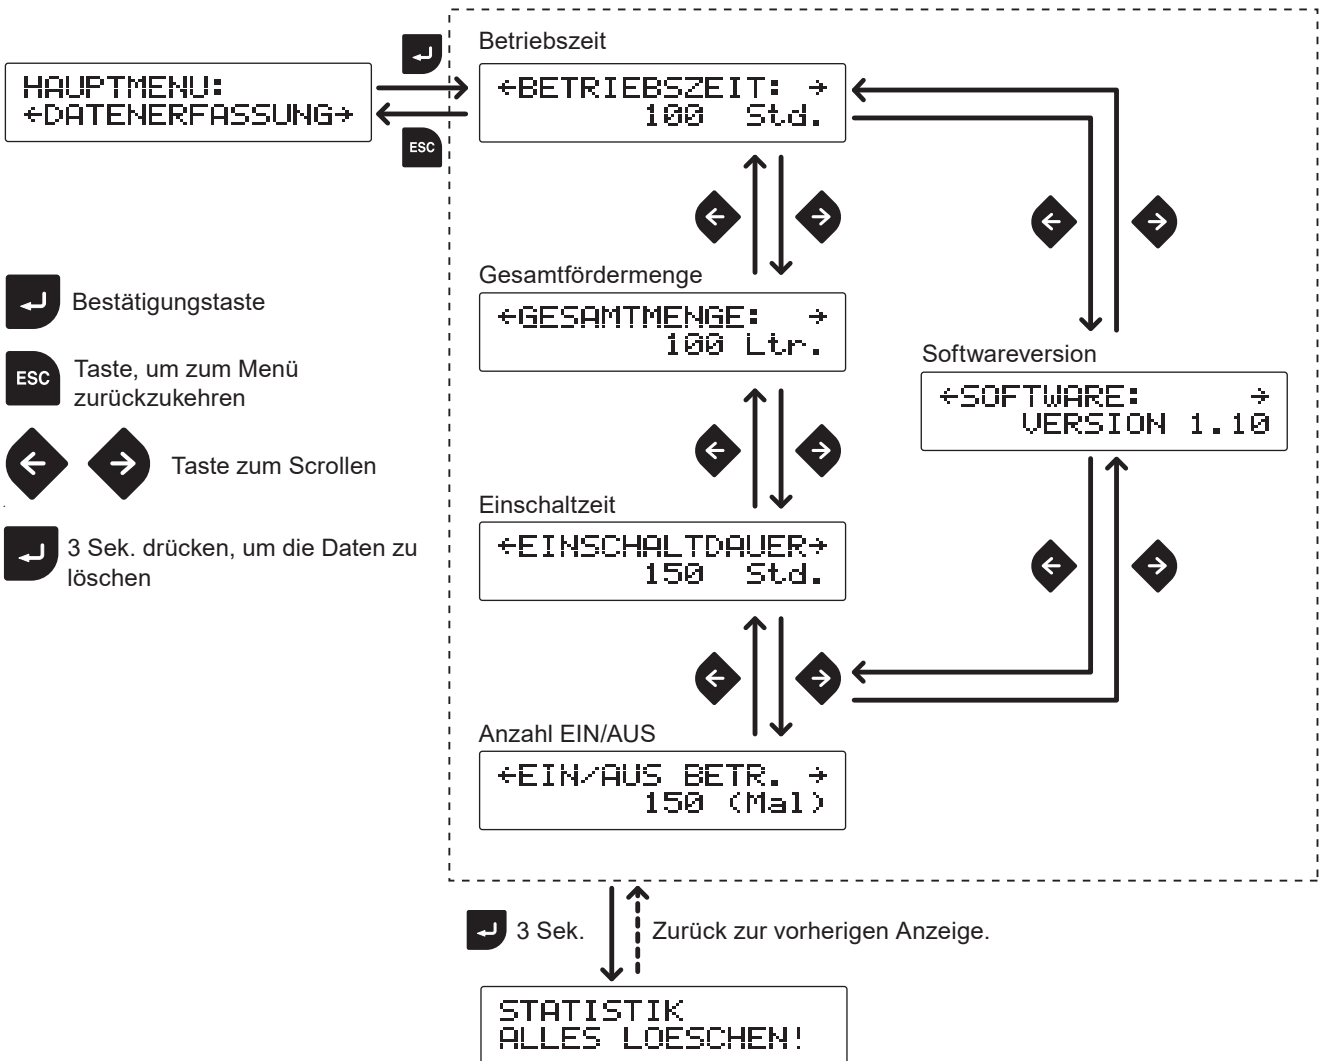 Betriebszeit
HAUPTMENU:
←DATENERFASSUNG→
←BETRIEBSZEIT: →
100 Std.
ESC
Gesamtfördermenge
←GESAMTMENGE: →
100 Ltr.
Bestätigungstaste
ESC
Taste, um zum Menü
zurückzukehren
Taste zum Scrollen
3 Sek. drücken, um die Daten zu
löschen
Softwareversion
←SOFTWARE: →
VERSION 1.10
Einschaltzeit
←EINSCHALTDAUER→
150 Std.
Anzahl EIN/AUS
←EIN/AUS BETR. →
150 (Mal)
3 Sek.
Zurück zur vorherigen Anzeige.
STATISTIK
ALLES LOESCHEN!